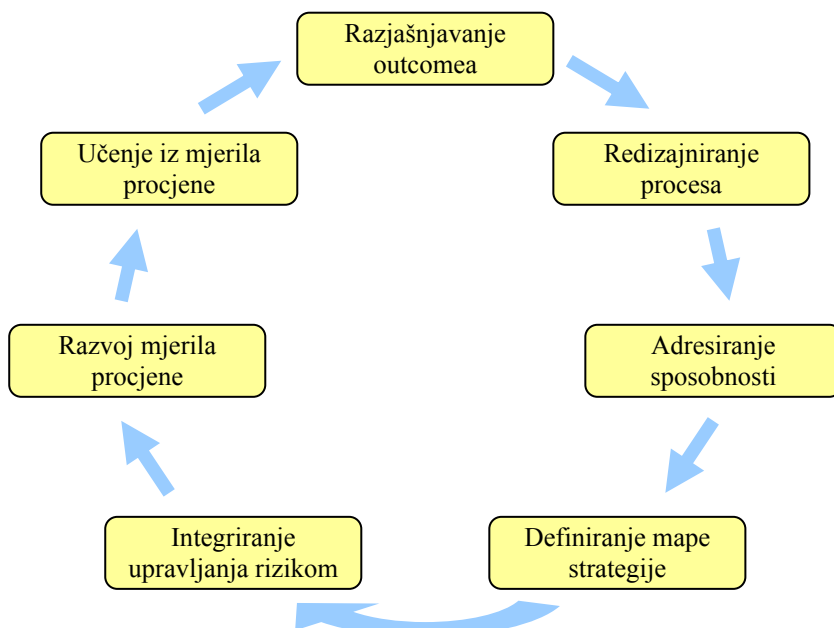 Razjašnjavanje
outcomea
Redizajniranje
procesa
Adresiranje
sposobnosti
Definiranje mape
strategije
Integriranje
upravljanja rizikom
Razvoj mjerila
procjene
Učenje iz mjerila
procjene